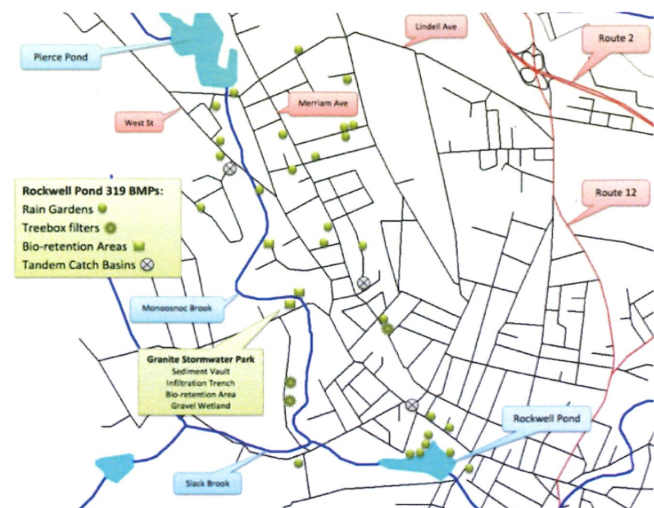 Lindell Ave
Pierce Pond
Route 2
Merriam Ave
West St
Rockwell Pond 319 BMPs:
Rain Gardens
Treebox filters
Bio-retention Areas
Tandem Catch Basins
Route 12
Monoosnoc Brook
Granite Stormwater Park
Sediment Vault
Infiltration Trench
Bio-retention Area
Gravel Wetland
Rockwell Pond
Slack Brook